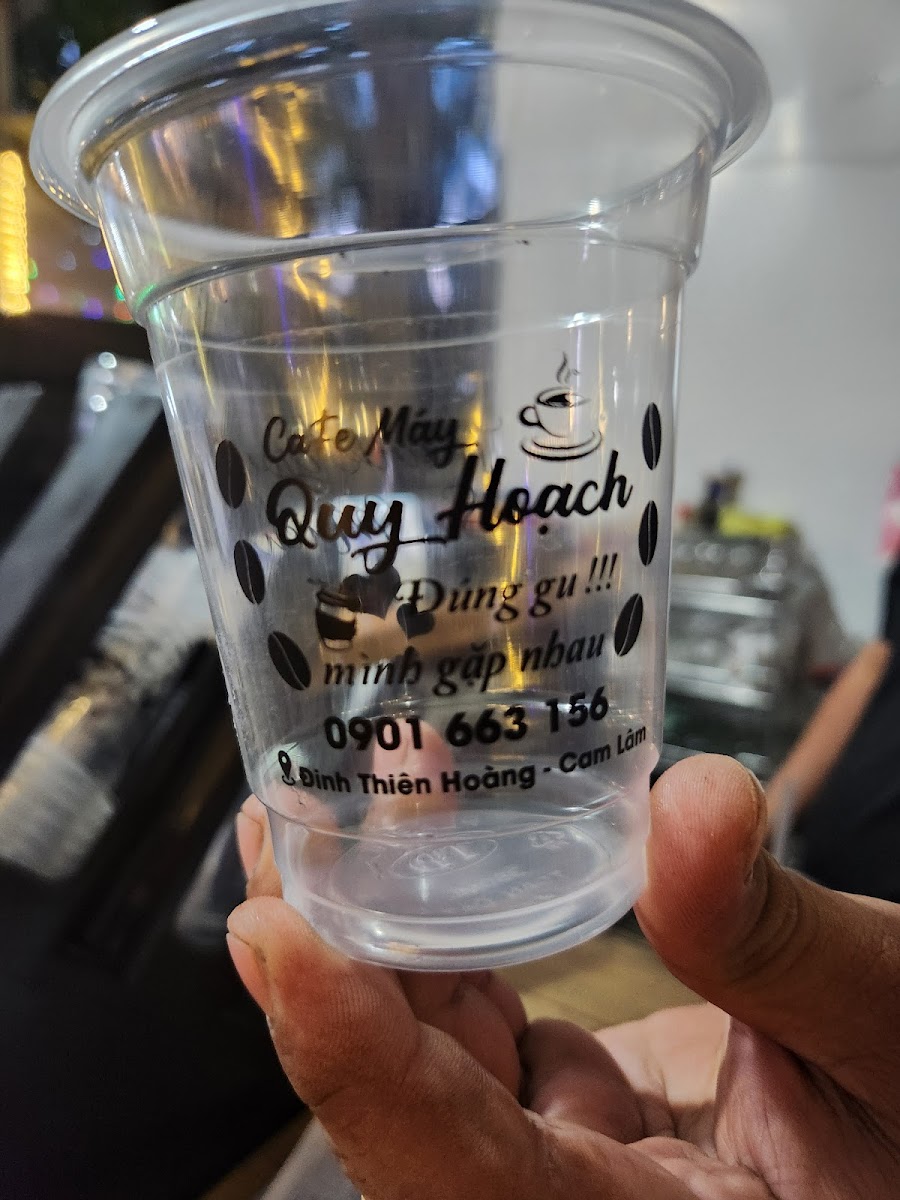 Cafe Máy
Quy Hoạch
Đúng gu !!!
mình gặp nhau
0901 663 156
Đinh Thiên Hoàng - Cam Lâm